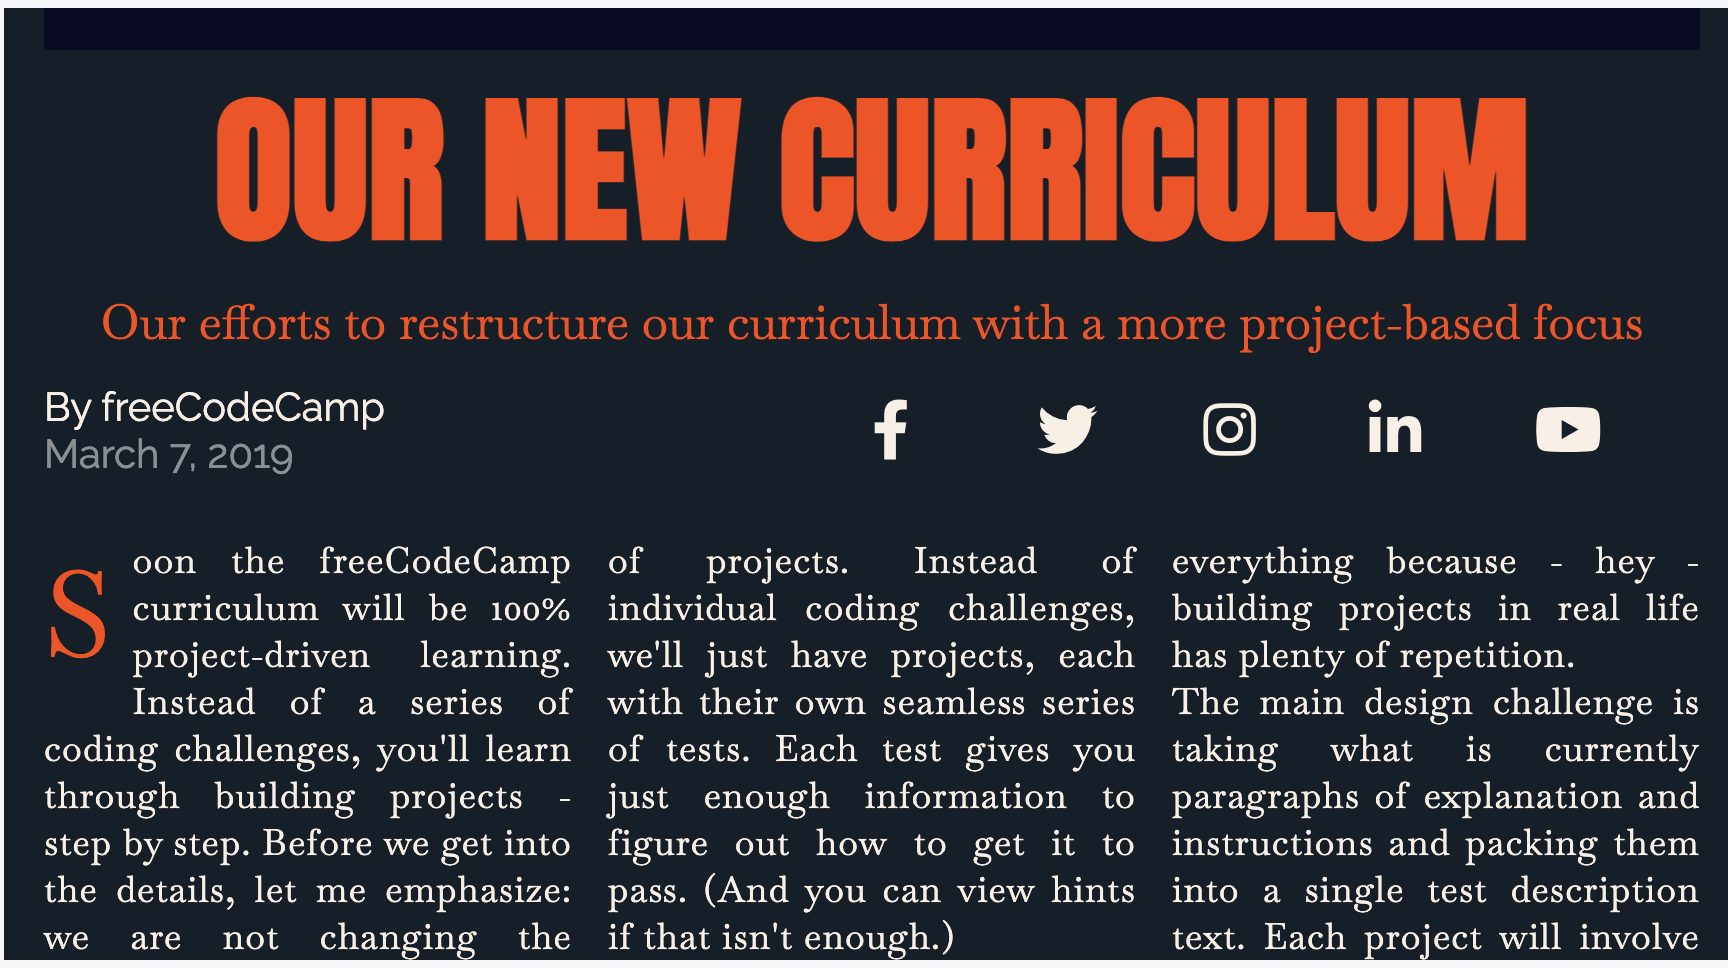 OUR NEW CURRICULUM
Our efforts to restructure our curriculum with a more project-based focus
By freeCodeCamp
March 7, 2019
Soon the freeCodeCamp
curriculum will be 100%
project-driven learning.
Instead of a series of
coding challenges, you'll learn
through building projects -
step by step. Before we get into
the details, let me emphasize:
we are not changing the
of projects. Instead of
individual coding challenges,
we'll just have projects, each
with their own seamless series
of tests. Each test gives you
just enough information to
figure out how to get it to
pass. (And you can view hints
if that isn't enough.)
everything because - hey -
building projects in real life
has plenty of repetition.
The main design challenge is
taking what is currently
paragraphs of explanation and
instructions and packing them
into a single test description
text. Each project will involve